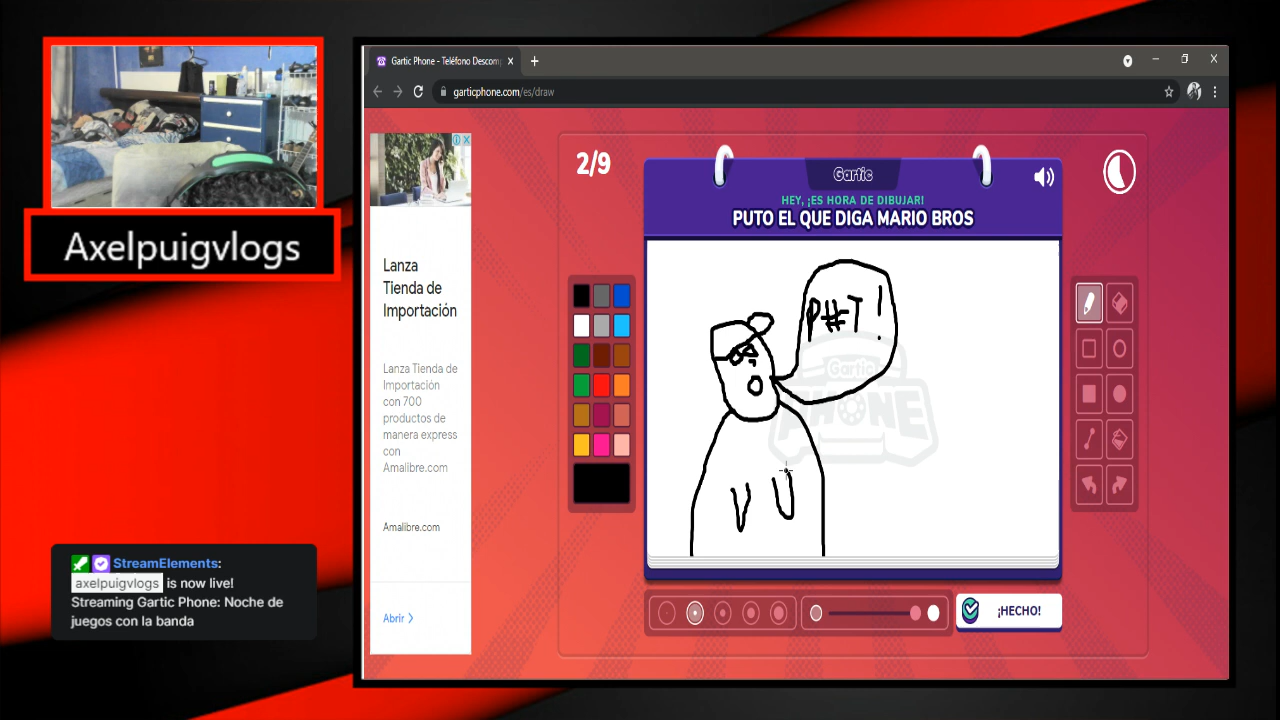 Gartic Phone - Teléfono Descomp
garticphone.com/es/draw
Axelpuigvlogs
StreamElements:
axelpuigvlogs is now live!
Streaming Gartic Phone: Noche de
juegos con la banda
Lanza
Tienda de
Importación
Lanza Tienda de
Importación
con 700
productos de
manera express
con
Amalibre.com
Amalibre.com
Abrir
2/9
Gartic
HEY, ¡ES HORA DE DIBUJAR!
PUTO EL QUE DIGA MARIO BROS
P#T!
Gartic
PHONE
V U
¡HECHO!